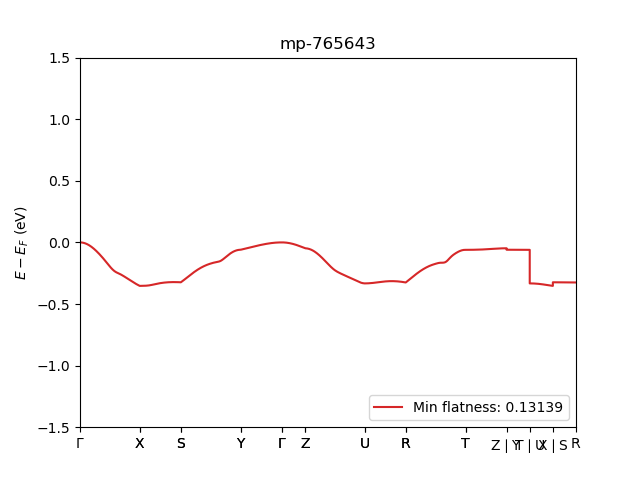 mp-765643
E − E_F (eV)
1.5
1.0
0.5
0.0
−0.5
−1.0
−1.5
Min flatness: 0.13139
Γ X S Y Γ Z U R T Z | Y T | U X | S R